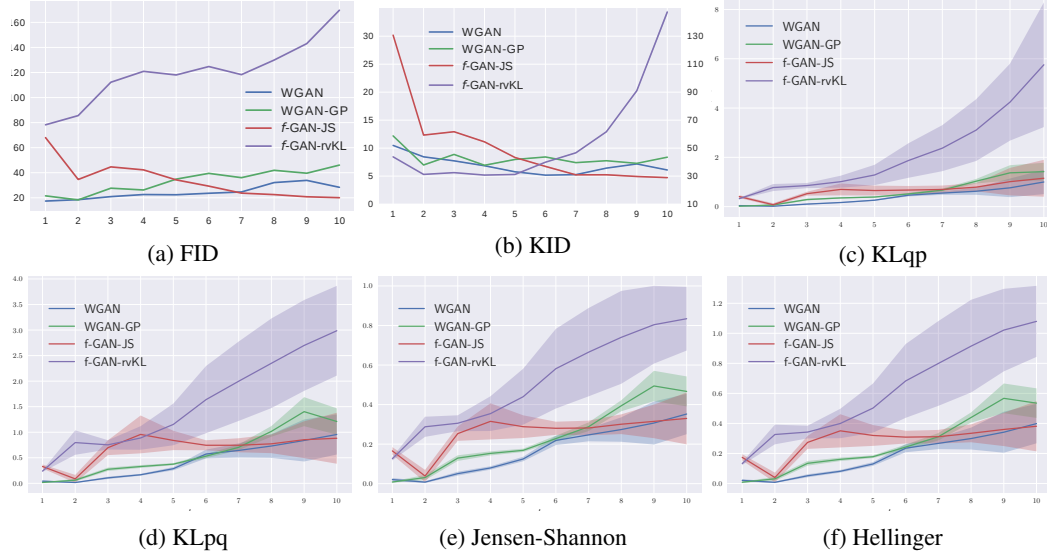 160
140
120
100
80
60
40
20
WGAN
WGAN-GP
f-GAN-JS
f-GAN-rvKL
1 2 3 4 5 6 7 8 9 10
(a) FID
30
25
20
15
10
5
0
WGAN
WGAN-GP
f-GAN-JS
f-GAN-rvKL
130
110
90
70
50
30
10
1 2 3 4 5 6 7 8 9 10
(b) KID
8
6
4
2
0
WGAN
WGAN-GP
f-GAN-JS
f-GAN-rvKL
1 2 3 4 5 6 7 8 9 10
(c) KLqp
4.0
3.5
3.0
2.5
2.0
1.5
1.0
0.5
0.0
WGAN
WGAN-GP
f-GAN-JS
f-GAN-rvKL
1 2 3 4 5 6 7 8 9 10
(d) KLpq
1.0
0.8
0.6
0.4
0.2
0.0
WGAN
WGAN-GP
f-GAN-JS
f-GAN-rvKL
1 2 3 4 5 6 7 8 9 10
(e) Jensen-Shannon
1.2
1.0
0.8
0.6
0.4
0.2
0.0
WGAN
WGAN-GP
f-GAN-JS
f-GAN-rvKL
1 2 3 4 5 6 7 8 9 10
(f) Hellinger